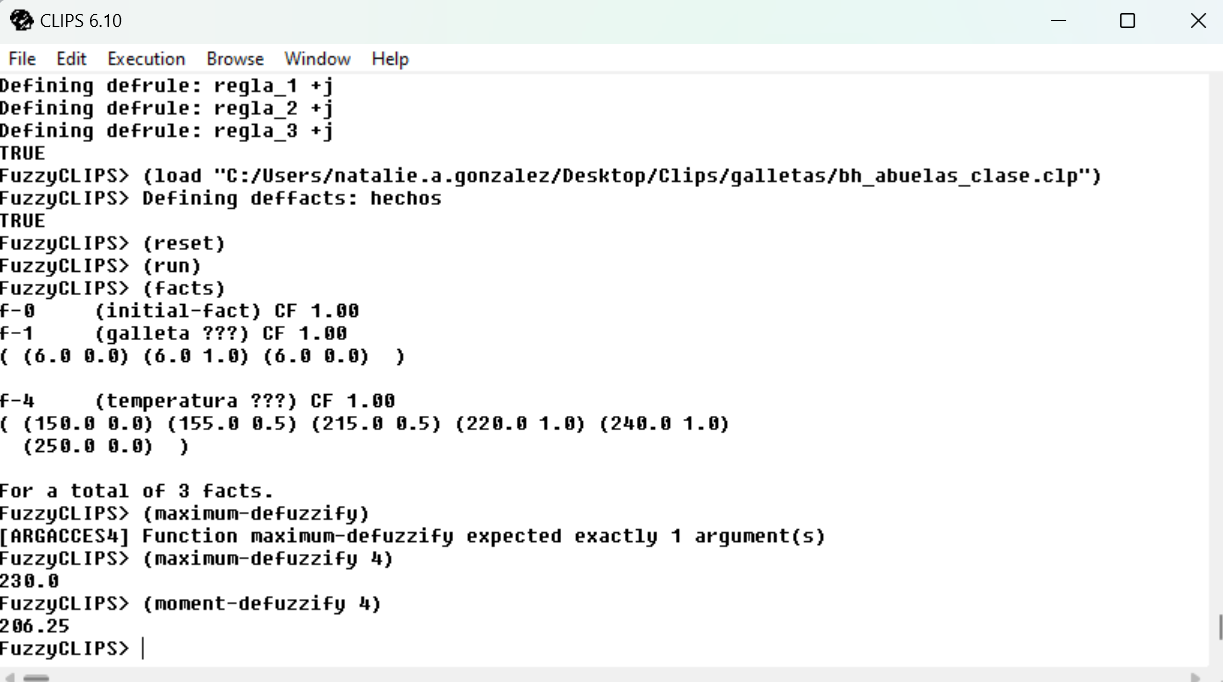 CLIPS 6.10
File Edit Execution Browse Window Help
Defining defrule: regla_1 +j
Defining defrule: regla_2 +j
Defining defrule: regla_3 +j
TRUE
FuzzyCLIPS> (load "C:/Users/natalie.a.gonzalez/Desktop/Clips/galletas/bh_abuelas_clase.clp")
FuzzyCLIPS> Defining deffacts: hechos
TRUE
FuzzyCLIPS> (reset)
FuzzyCLIPS> (run)
FuzzyCLIPS> (facts)
f-0     (initial-fact) CF 1.00
f-1     (galleta ???) CF 1.00
( (6.0 0.0) (6.0 1.0) (6.0 0.0)  )
f-4     (temperatura ???) CF 1.00
( (150.0 0.0) (155.0 0.5) (215.0 0.5) (220.0 1.0) (240.0 1.0)
  (250.0 0.0)  )
For a total of 3 facts.
FuzzyCLIPS> (maximum-defuzzify)
[ARGACCES4] Function maximum-defuzzify expected exactly 1 argument(s)
FuzzyCLIPS> (maximum-defuzzify 4)
230.0
FuzzyCLIPS> (moment-defuzzify 4)
206.25
FuzzyCLIPS>